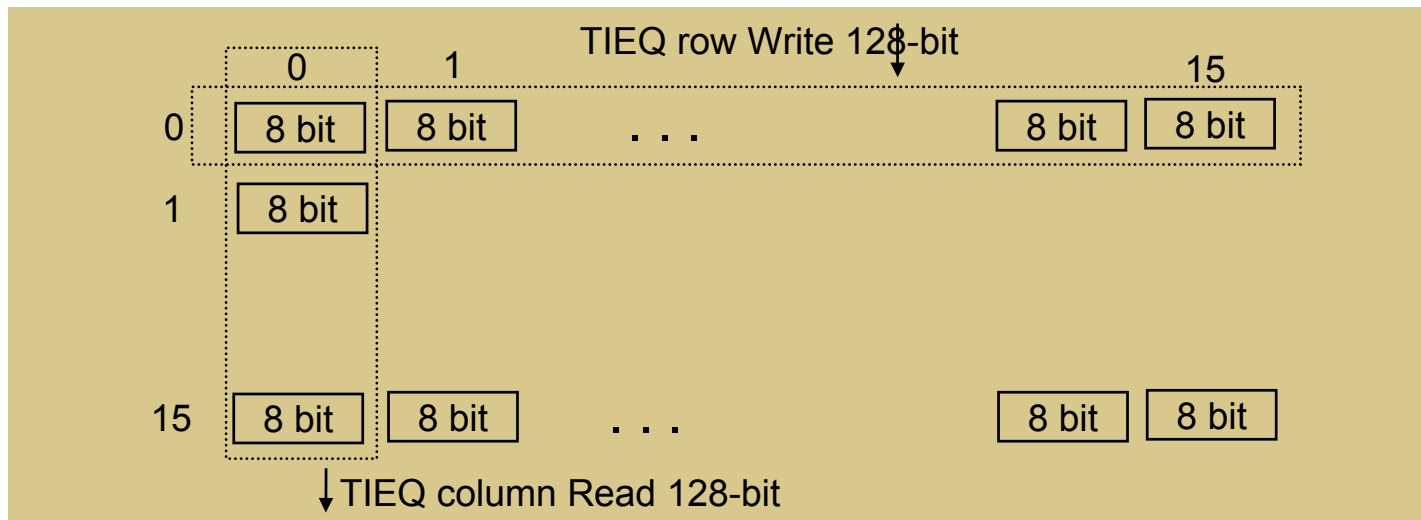 TIEQ row Write 128-bit
0 1 15
0 8 bit 8 bit . . . 8 bit 8 bit
1 8 bit
15 8 bit 8 bit . . . 8 bit 8 bit
TIEQ column Read 128-bit